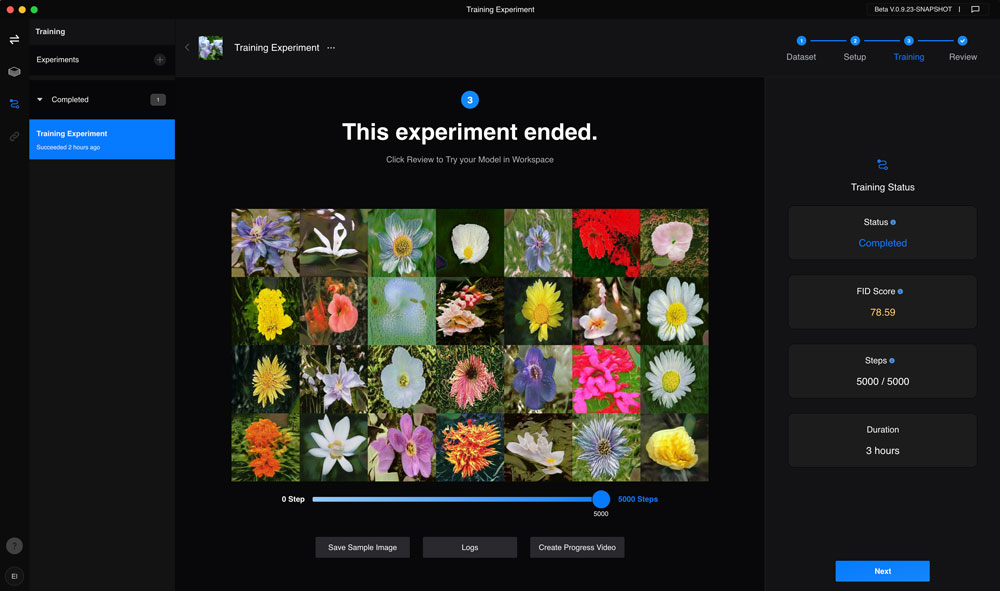 Training Experiment
Beta V.0.9.23-SNAPSHOT
Training
Experiments
Completed
1
Training Experiment
Succeeded 2 hours ago
?
EI
Training Experiment
1
2
3
Dataset
Setup
Training
Review
3
This experiment ended.
Click Review to Try your Model in Workspace
0 Step
5000 Steps
5000
Save Sample Image
Logs
Create Progress Video
Training Status
Status
Completed
FID Score
78.59
Steps
5000 / 5000
Duration
3 hours
Next